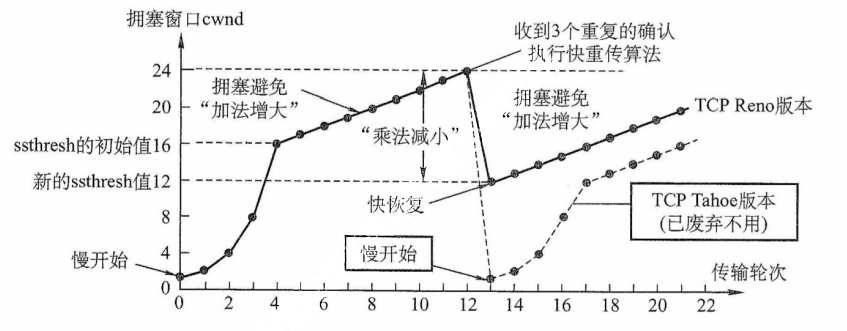 拥塞窗口cwnd
收到3个重复的确认
执行快重传算法
24
拥塞避免
“加法增大”
拥塞避免
“加法增大”
20
TCP Reno版本
ssthresh的初始值16
“乘法减小”
新的ssthresh值12
快恢复
TCP Tahoe版本
(已废弃不用)
8
慢开始
慢开始
4
传输轮次
0
0 2 4 6 8 10 12 14 16 18 20 22